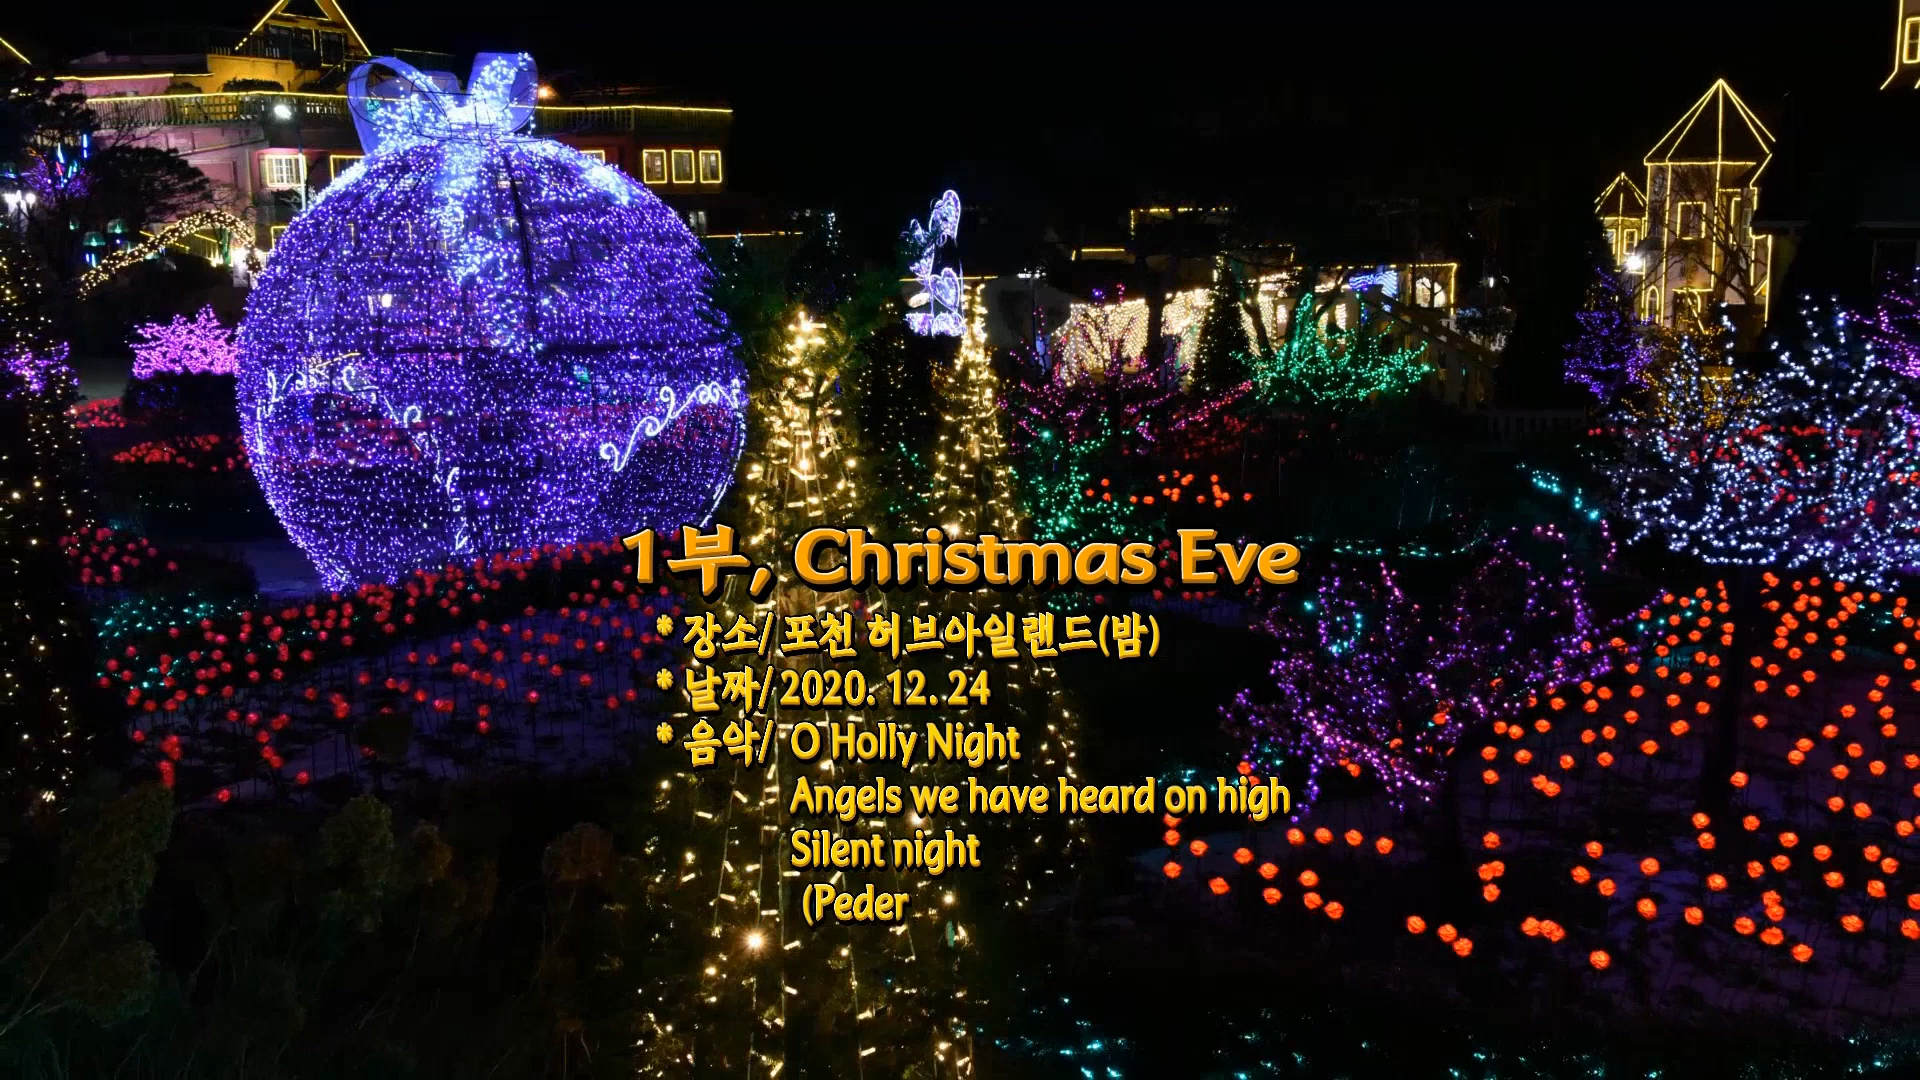 1부, Christmas Eve
* 장소/ 포천 허브아일랜드(밤)
* 날짜/ 2020. 12. 24
* 음악/ O Holly Night
Angels we have heard on high
Silent night
(Peder